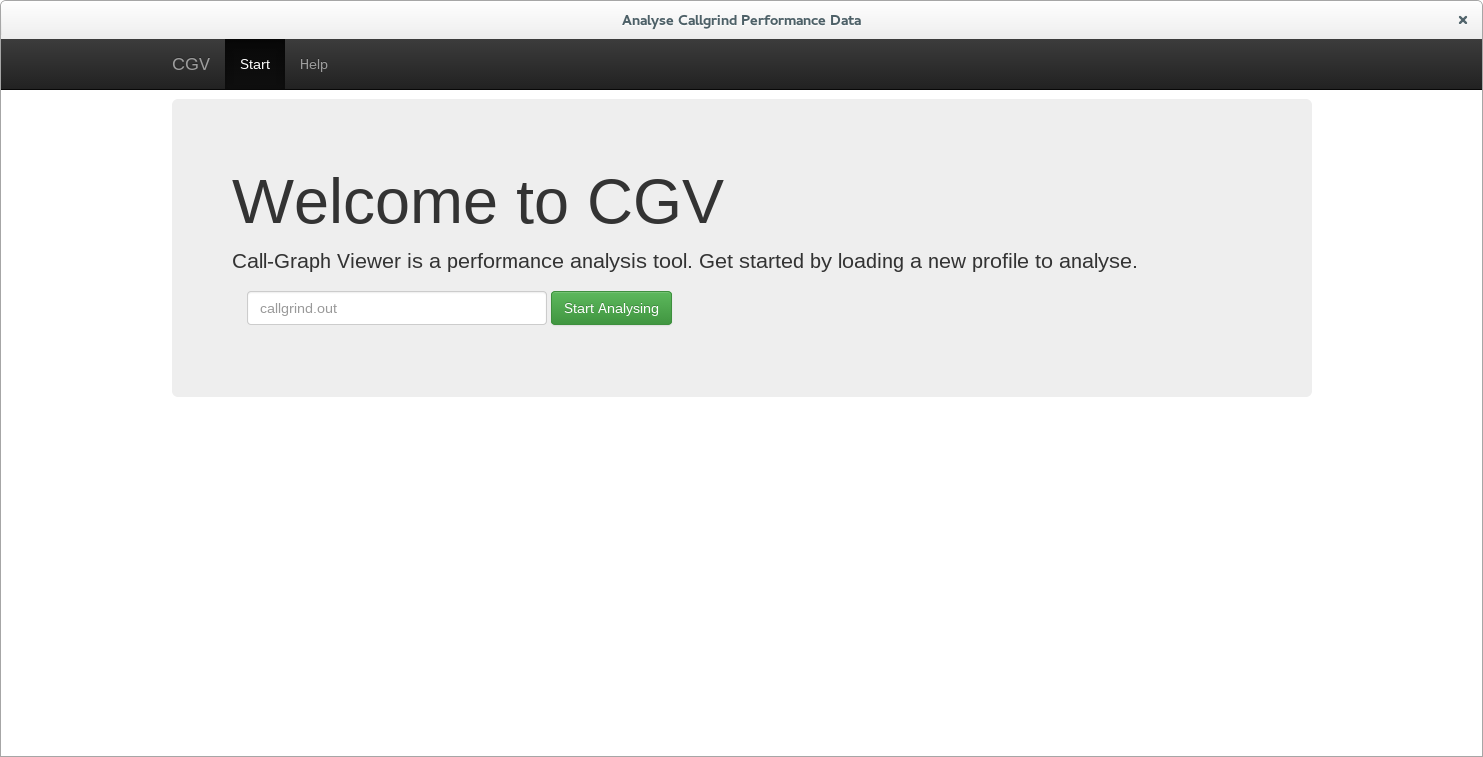 Analyse Callgrind Performance Data
CGV Start Help
Welcome to CGV
Call-Graph Viewer is a performance analysis tool. Get started by loading a new profile to analyse.
callgrind.out Start Analysing